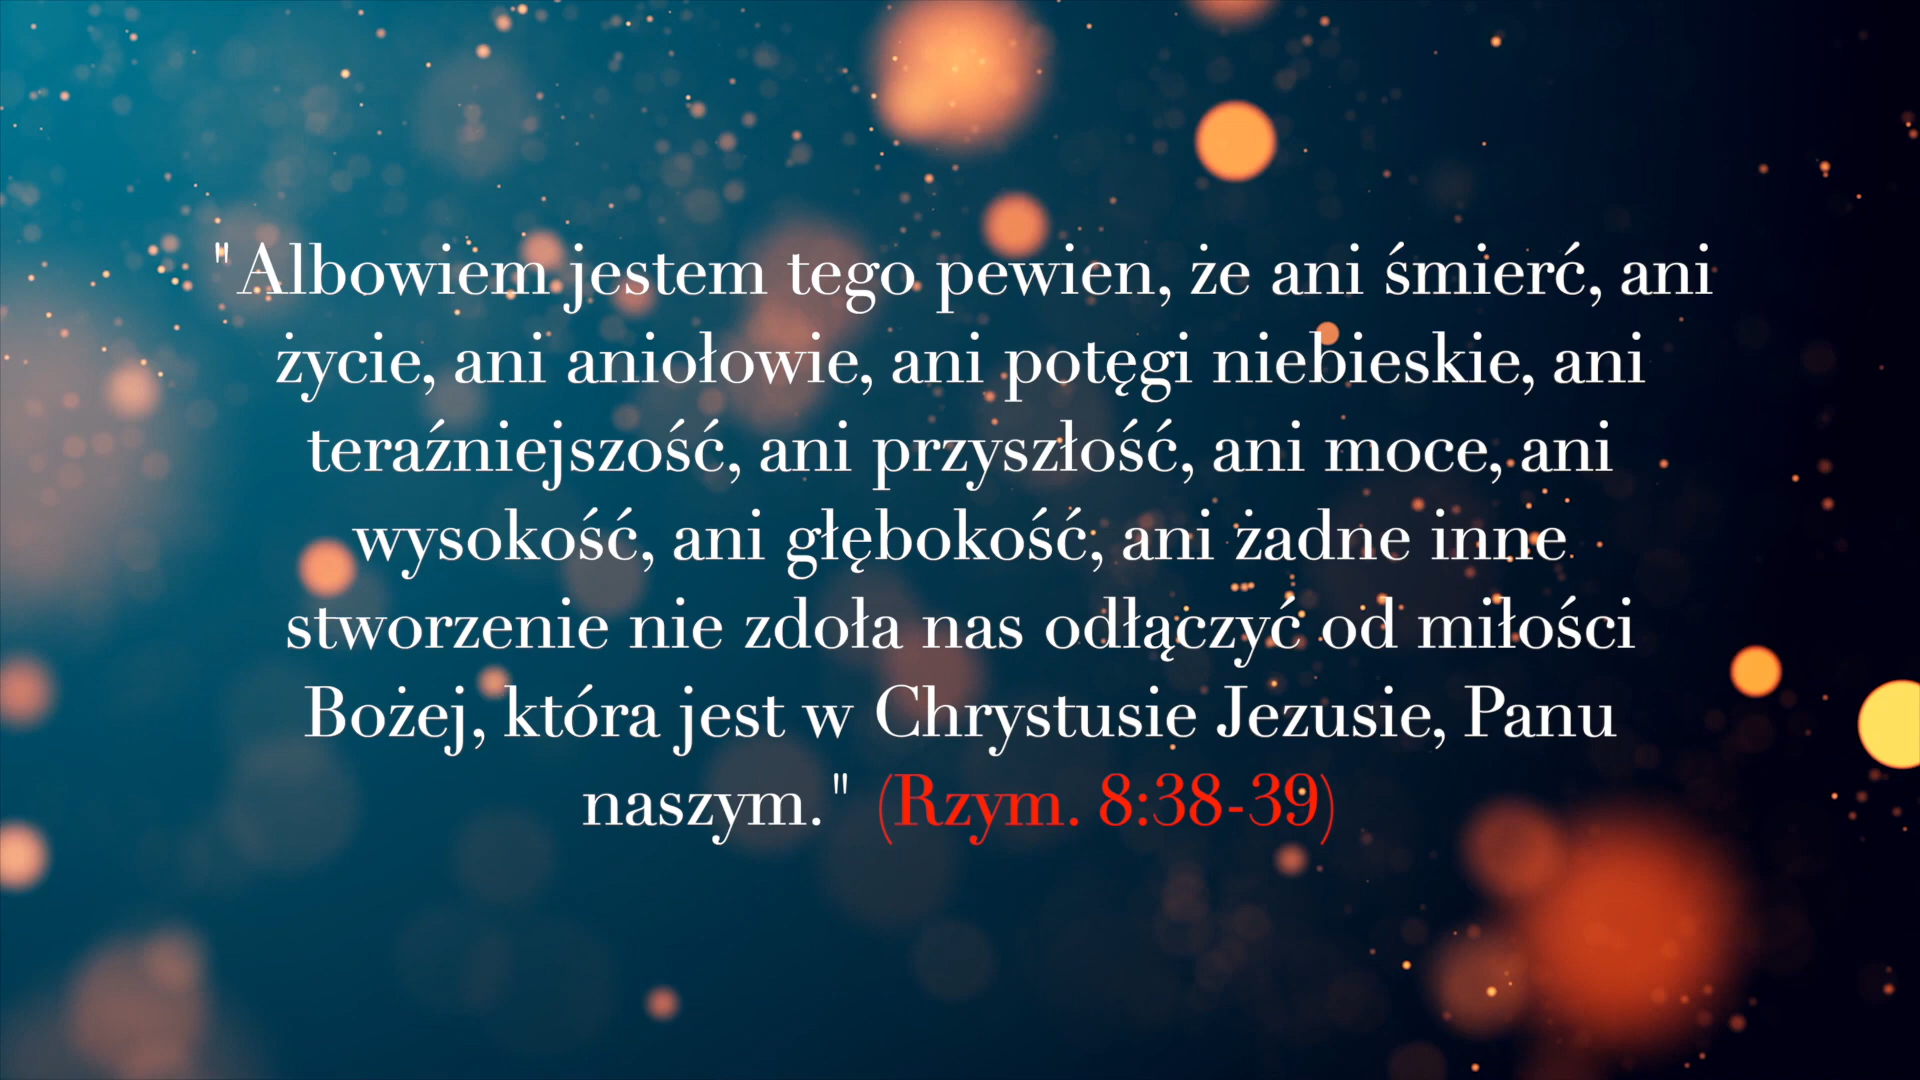 "Albowiem jestem tego pewien, że ani śmierć, ani
życie, ani aniołowie, ani potęgi niebieskie, ani
teraźniejszość, ani przyszłość, ani moce, ani
wysokość, ani głębokość, ani żadne inne
stworzenie nie zdoła nas odłączyć od miłości
Bożej, która jest w Chrystusie Jezusie, Panu
naszym." (Rzym. 8:38-39)